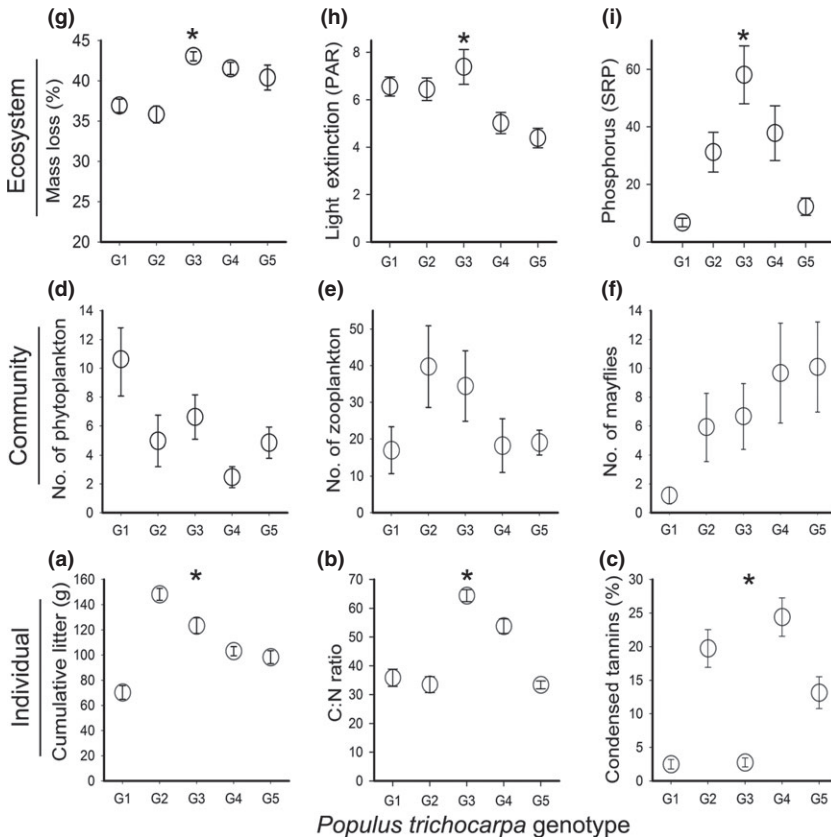 (g) (h) (i)
* * *
Ecosystem
Mass loss (%)
45
40
35
30
25
20
G1 G2 G3 G4 G5
Light extinction (PAR)
8
6
4
2
0
G1 G2 G3 G4 G5
Phosphorus (SRP)
60
40
20
0
G1 G2 G3 G4 G5
(d) (e) (f)
Community
No. of phytoplankton
14
12
10
8
6
4
2
0
G1 G2 G3 G4 G5
No. of zooplankton
50
40
30
20
10
0
G1 G2 G3 G4 G5
No. of mayflies
14
12
10
8
6
4
2
0
G1 G2 G3 G4 G5
(a) (b) (c)
* * *
Individual
Cumulative litter (g)
160
140
120
100
80
60
40
20
0
G1 G2 G3 G4 G5
C:N ratio
70
60
50
40
30
20
10
0
G1 G2 G3 G4 G5
Condensed tannins (%)
30
25
20
15
10
5
0
G1 G2 G3 G4 G5
Populus trichocarpa genotype